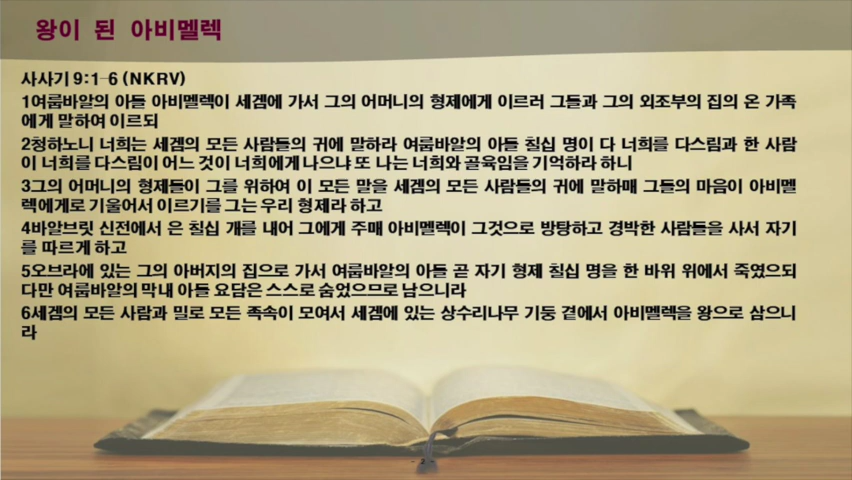 왕이 된 아비멜렉
사사기 9:1-6 (NKRV)
1여룹바알의 아들 아비멜렉이 세겜에 가서 그의 어머니의 형제에게 이르러 그들과 그의 외조부의 집의 온 가족
에게 말하여 이르되
2청하노니 너희는 세겜의 모든 사람들의 귀에 말하라 여룹바알의 아들 칠십 명이 다 너희를 다스림과 한 사람
이 너희를 다스림이 어느 것이 너희에게 나으냐 또 나는 너희와 골육임을 기억하라 하니
3그의 어머니의 형제들이 그를 위하여 이 모든 말을 세겜의 모든 사람들의 귀에 말하매 그들의 마음이 아비멜
렉에게로 기울어서 이르기를 그는 우리 형제라 하고
4바알브릿 신전에서 은 칠십 개를 내어 그에게 주매 아비멜렉이 그것으로 방탕하고 경박한 사람들을 사서 자기
를 따르게 하고
5오브라에 있는 그의 아버지의 집으로 가서 여룹바알의 아들 곧 자기 형제 칠십 명을 한 바위 위에서 죽였으되
다만 여룹바알의 막내 아들 요담은 스스로 숨었으므로 남으니라
6세겜의 모든 사람과 밀로 모든 족속이 모여서 세겜에 있는 상수리나무 기둥 곁에서 아비멜렉을 왕으로 삼으니
라